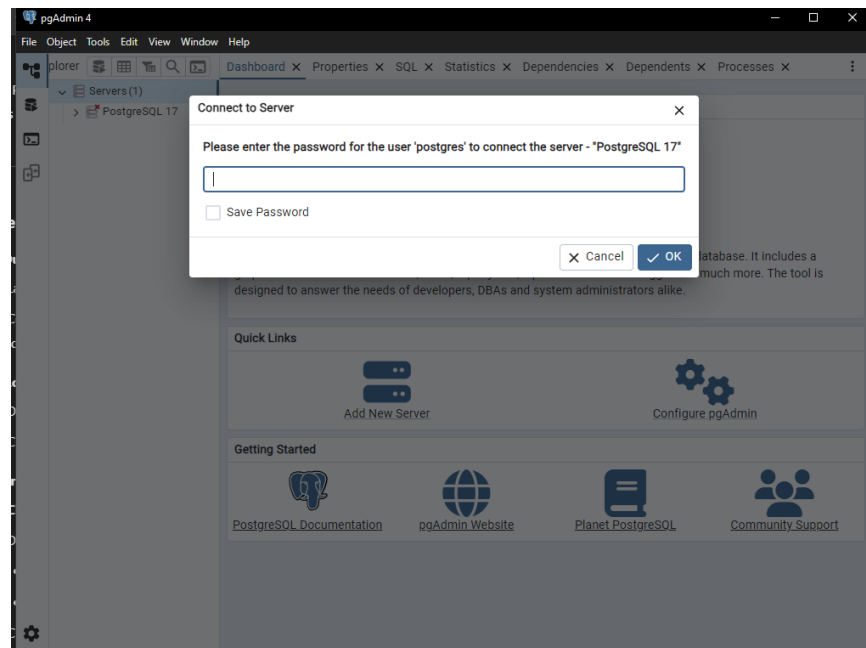 pgAdmin 4
File Object Tools Edit View Window Help
plorer
Dashboard Properties SQL Statistics Dependencies Dependents Processes
Servers (1)
PostgreSQL 17
Connect to Server
Please enter the password for the user 'postgres' to connect the server - "PostgreSQL 17"
Save Password
Cancel
OK
database. It includes a
much more. The tool is
designed to answer the needs of developers, DBAs and system administrators alike.
Quick Links
Add New Server
Configure pgAdmin
Getting Started
PostgreSQL Documentation
pgAdmin Website
Planet PostgreSQL
Community Support